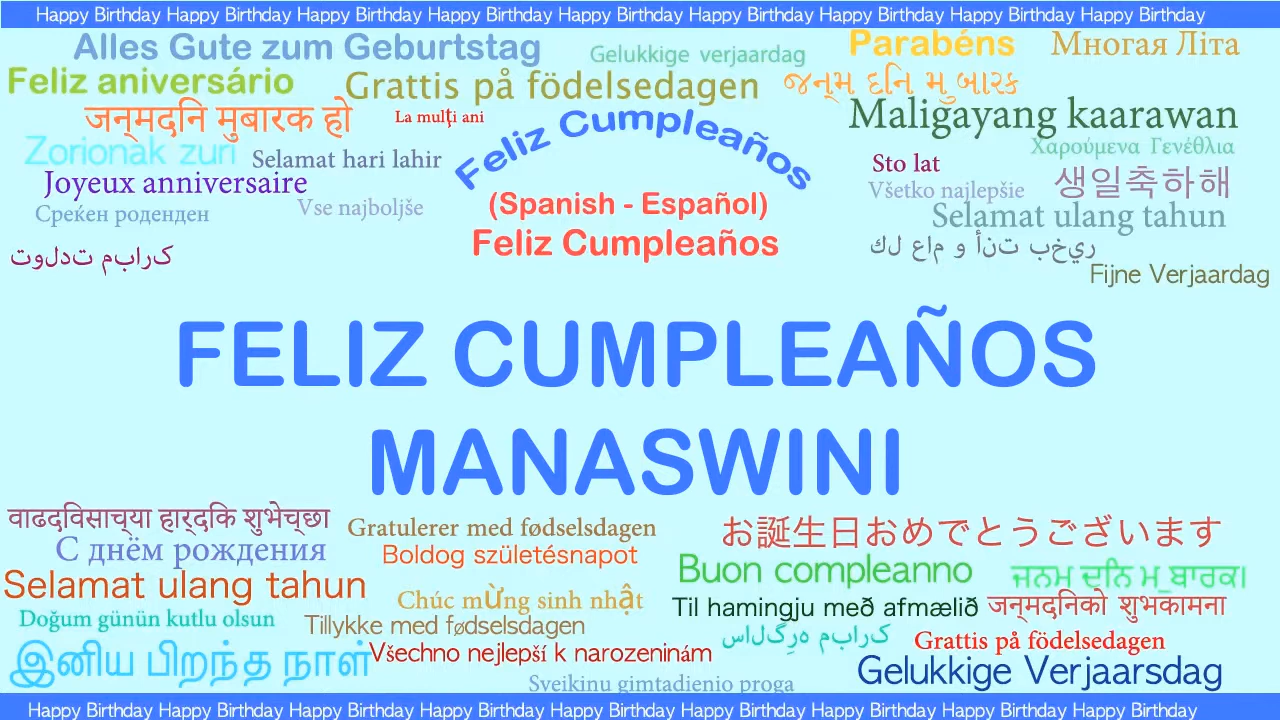 Happy Birthday Happy Birthday Happy Birthday Happy Birthday Happy Birthday Happy Birthday Happy Birthday Happy Birthday Happy Birthday
Alles Gute zum Geburtstag
Gelukkige verjaardag
Parabéns
Многая Літа
Feliz aniversário
Grattis på födelsedagen
જન્મ દિન મુબારક
जन्मदिन मुबारक हो
La mulţi ani
Feliz Cumpleaños
Maligayang kaarawan
Zorionak zuri
Selamat hari lahir
Χαρούμενα Γενέθλια
Joyeux anniversaire
Sto lat
생일축하해
Všetko najlepšie
Среќен роденден
Vse najboljše
(Spanish - Español)
Selamat ulang tahun
Feliz Cumpleaños
تولدت مبارک
كل عام و أنت بخير
Fijne Verjaardag
FELIZ CUMPLEAÑOS
MANASWINI
वाढदिवसाच्या हार्दिक शुभेच्छा
Gratulerer med fødselsdagen
お誕生日おめでとうございます
С днём рождения
Boldog születésnapot
Buon compleanno
ਜਨਮ ਦਿਨ ਮੁਬਾਰਕ।
Selamat ulang tahun
Chúc mừng sinh nhật
Til hamingju með afmælið
जन्मदिनको शुभकामना
Doğum günün kutlu olsun
Tillykke med fødselsdagen
سالگِرہ مبارک
Grattis på födelsedagen
இனிய பிறந்த நாள்
Všechno nejlepší k narozeninám
Gelukkige Verjaarsdag
Sveikinu gimtadienio proga
Happy Birthday Happy Birthday Happy Birthday Happy Birthday Happy Birthday Happy Birthday Happy Birthday Happy Birthday Happy Birthday